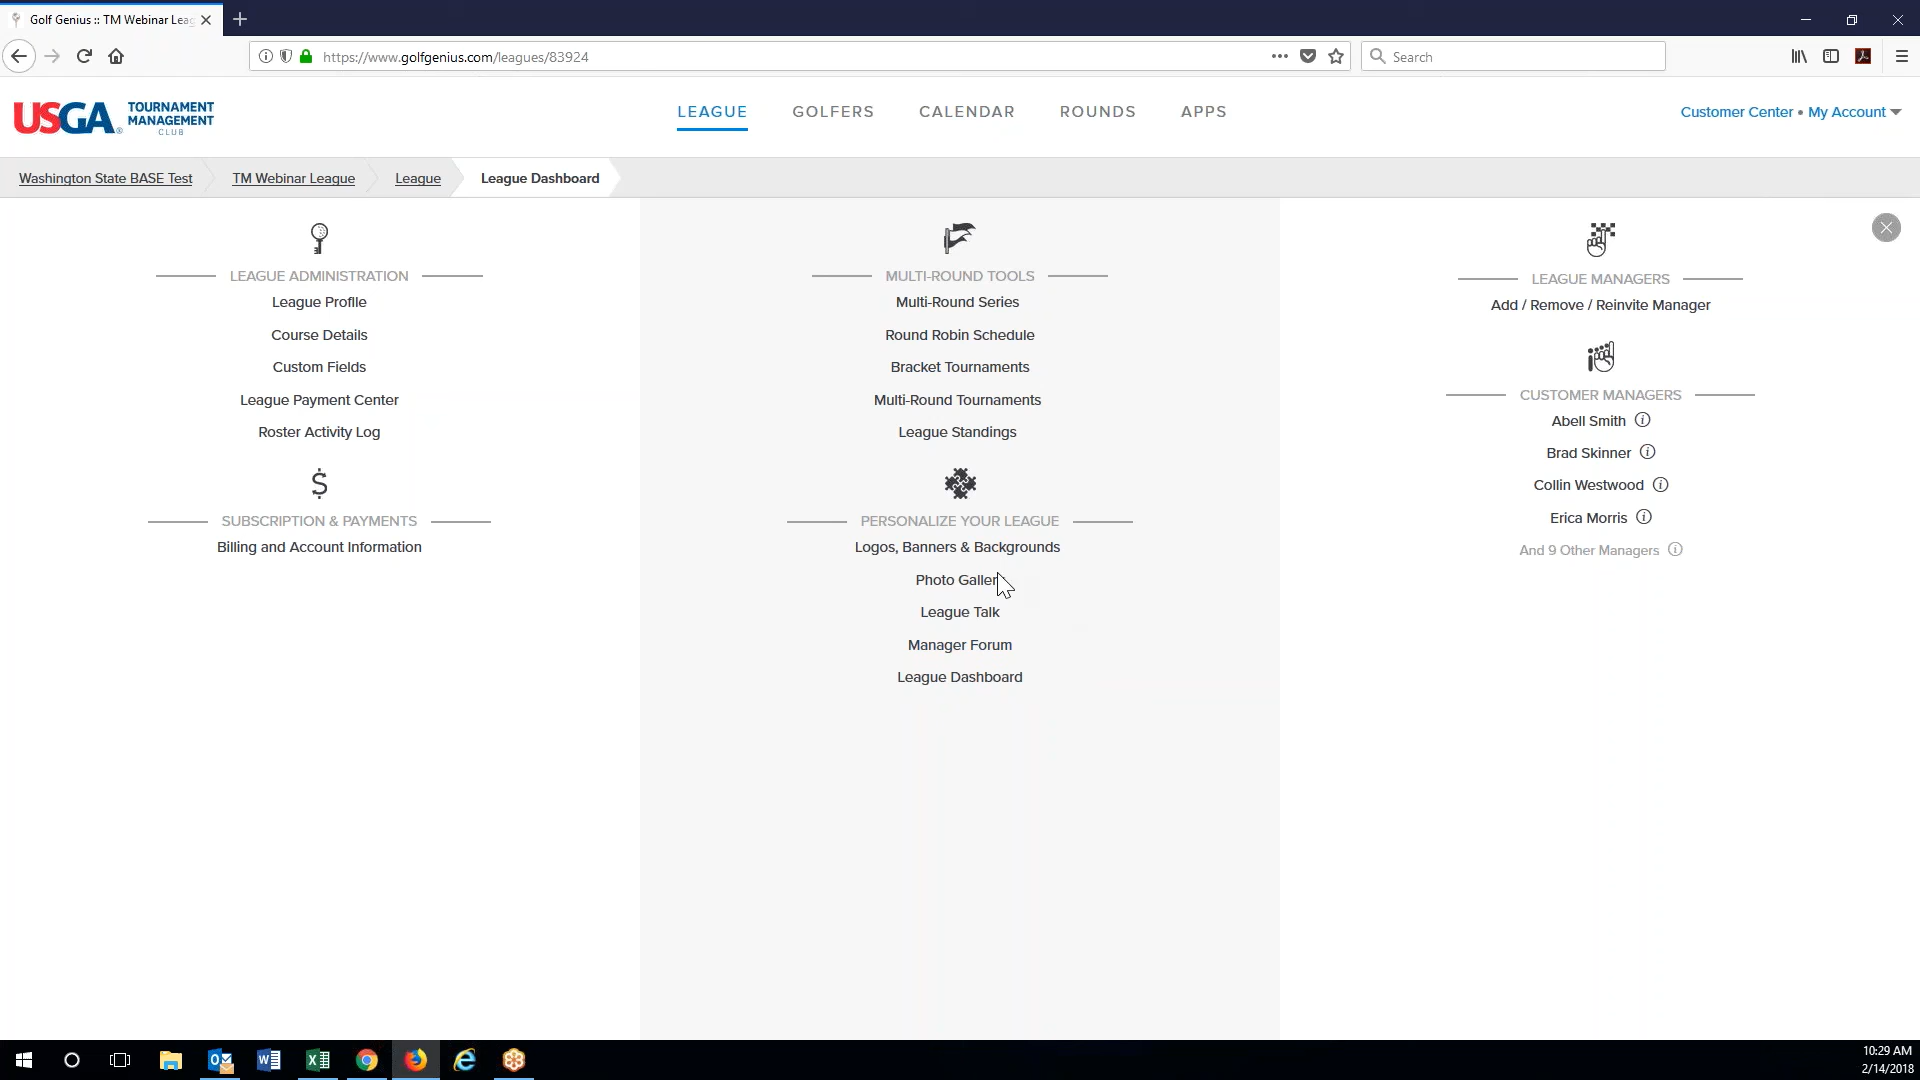 Golf Genius :: TM Webinar Leag
https://www.golfgenius.com/leagues/83924
Search
USGA TOURNAMENT MANAGEMENT CLUB
LEAGUE GOLFERS CALENDAR ROUNDS APPS
Customer Center • My Account
Washington State BASE Test TM Webinar League League League Dashboard
LEAGUE ADMINISTRATION
League Profile
Course Details
Custom Fields
League Payment Center
Roster Activity Log
SUBSCRIPTION & PAYMENTS
Billing and Account Information
MULTI-ROUND TOOLS
Multi-Round Series
Round Robin Schedule
Bracket Tournaments
Multi-Round Tournaments
League Standings
PERSONALIZE YOUR LEAGUE
Logos, Banners & Backgrounds
Photo Galler
League Talk
Manager Forum
League Dashboard
LEAGUE MANAGERS
Add / Remove / Reinvite Manager
CUSTOMER MANAGERS
Abell Smith
Brad Skinner
Collin Westwood
Erica Morris
And 9 Other Managers
10:29 AM
2/14/2018